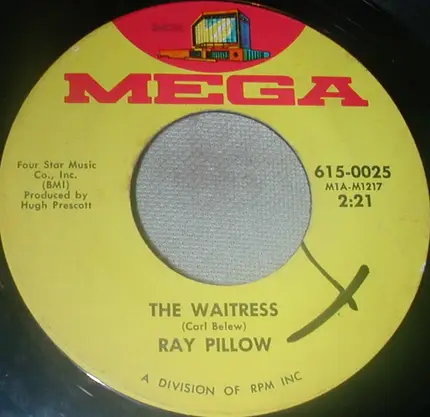 MEGA
Four Star Music
Co., Inc.
(BMI)
Produced by
Hugh Prescott
615-0025
M1A-M1217
2:21
THE WAITRESS
(Carl Belew)
RAY PILLOW
A DIVISION OF RPM INC